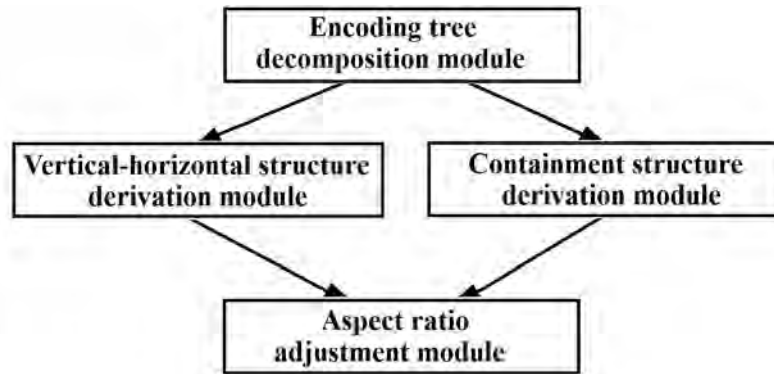 Encoding tree
decomposition module
Vertical-horizontal structure
derivation module
Containment structure
derivation module
Aspect ratio
adjustment module